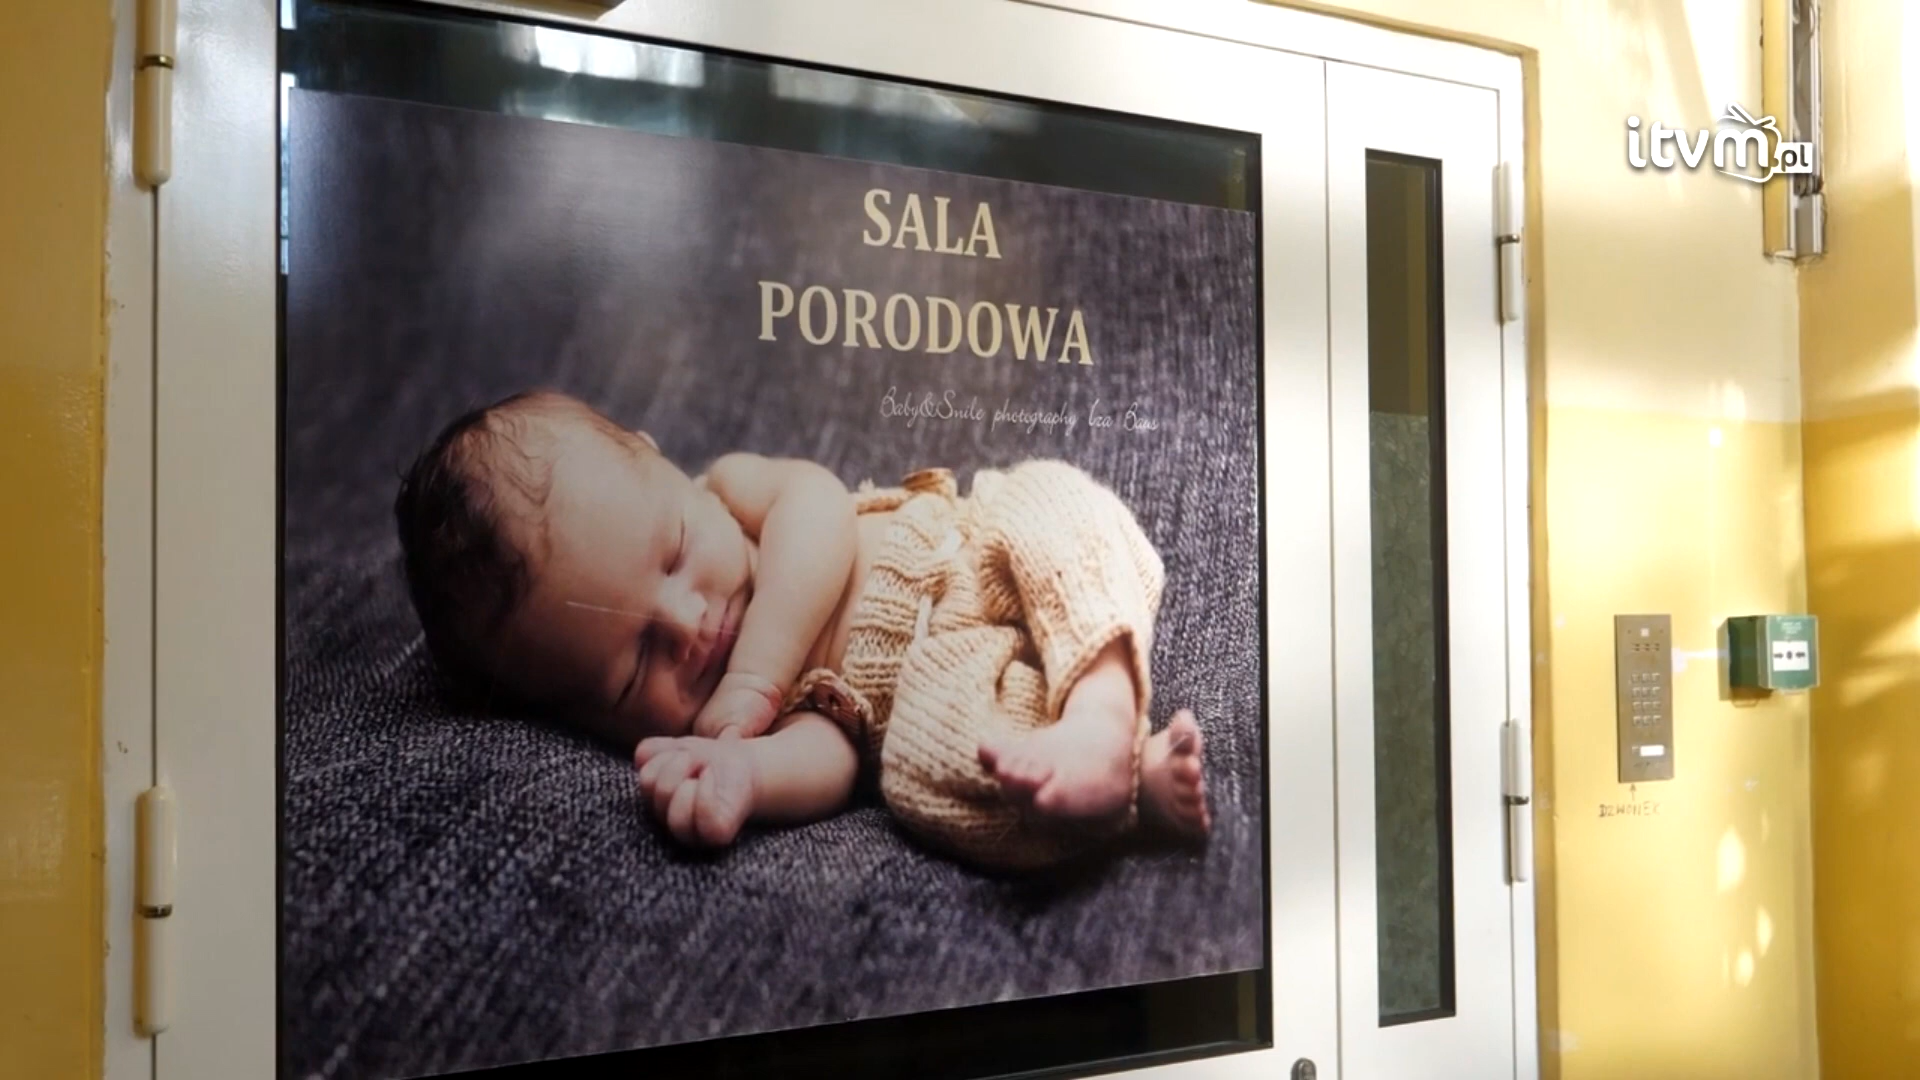 itvm.pl
SALA
PORODOWA
Baby&Smile photography Iza Baus
DZWONEK